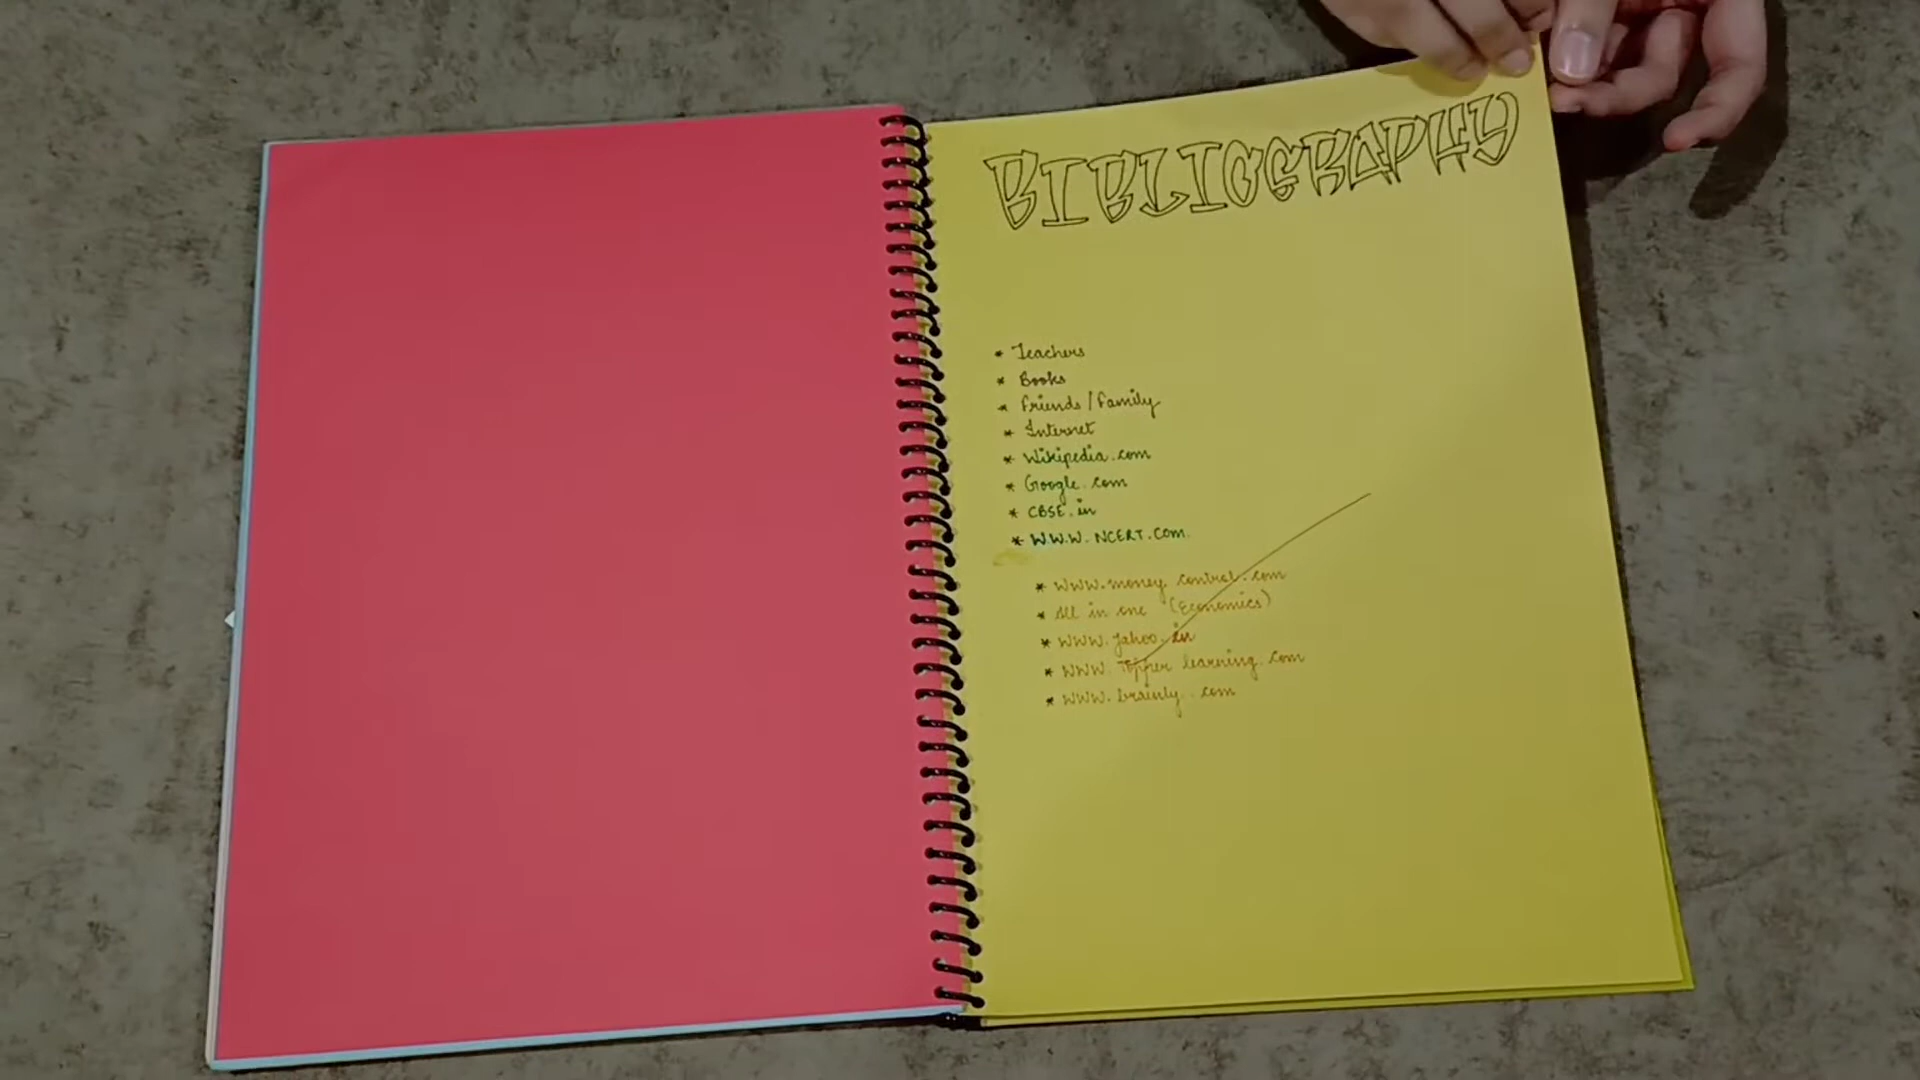 BIBLIOGRAPHY
* Teachers
* Books
* Friends / Family
* Internet
* Wikipedia.com
* Google.com
* CBSE.in
* W.W.W. NCERT.Com.
* WWW.money control.com
* All in one (Economics)
* WWW.yahoo.in
* WWW.Topper learning.com
* WWW.brainly.com